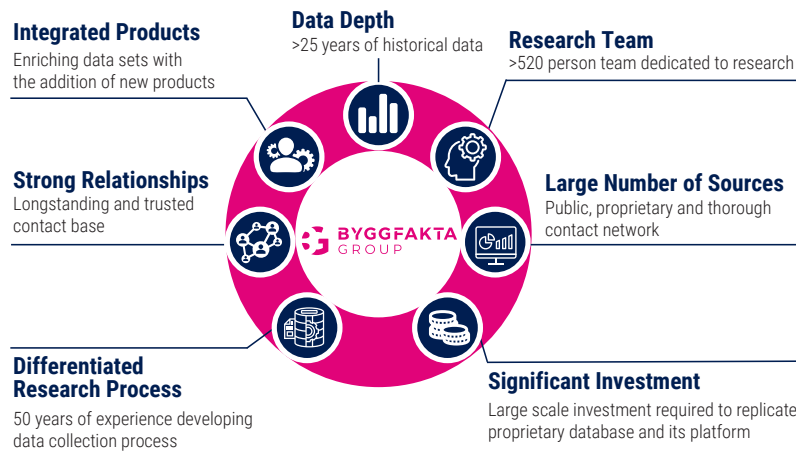 Integrated Products
Enriching data sets with
the addition of new products
Data Depth
>25 years of historical data
Research Team
>520 person team dedicated to research
Strong Relationships
Longstanding and trusted
contact base
BYGGFAKTA
GROUP
Large Number of Sources
Public, proprietary and thorough
contact network
Differentiated
Research Process
50 years of experience developing
data collection process
Significant Investment
Large scale investment required to replicate
proprietary database and its platform